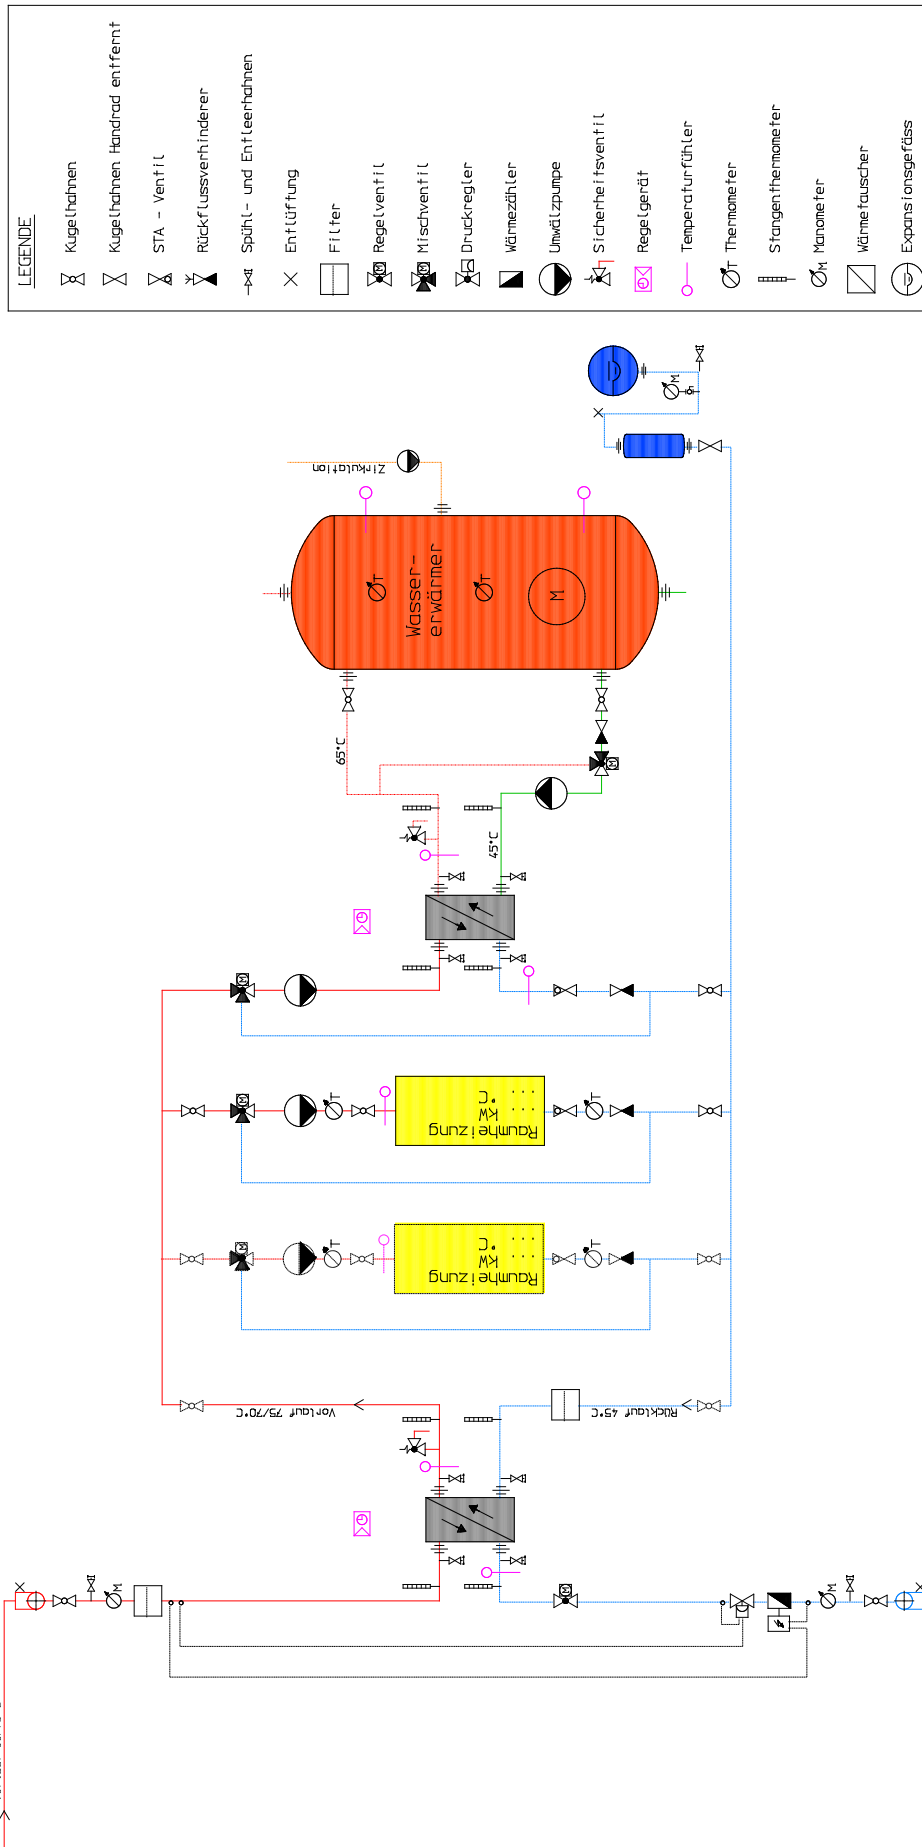 LEGENDE
Kugelhahnen
Kugelhahnen Handrad entfernt
STA - Ventil
Rückflussverhinderer
Spühl- und Entleerhahnen
Entlüftung
Filter
M Regelventil
M Mischventil
Druckregler
Wärmezähler
Umwälzpumpe
Sicherheitsventil
Regelgerät
Temperaturfühler
T Thermometer
Stangenthermometer
M Manometer
Wärmetauscher
Expansionsgefäss
M
Zirkulation
T
Wasser-
erwärmer
T
M
65°C
M
45°C
M
M
T
Raumheizung
... kW
... °C
T
M
T
Raumheizung
... kW
... °C
T
Vorlauf 75/70°C
Rücklauf 45°C
M
M
M